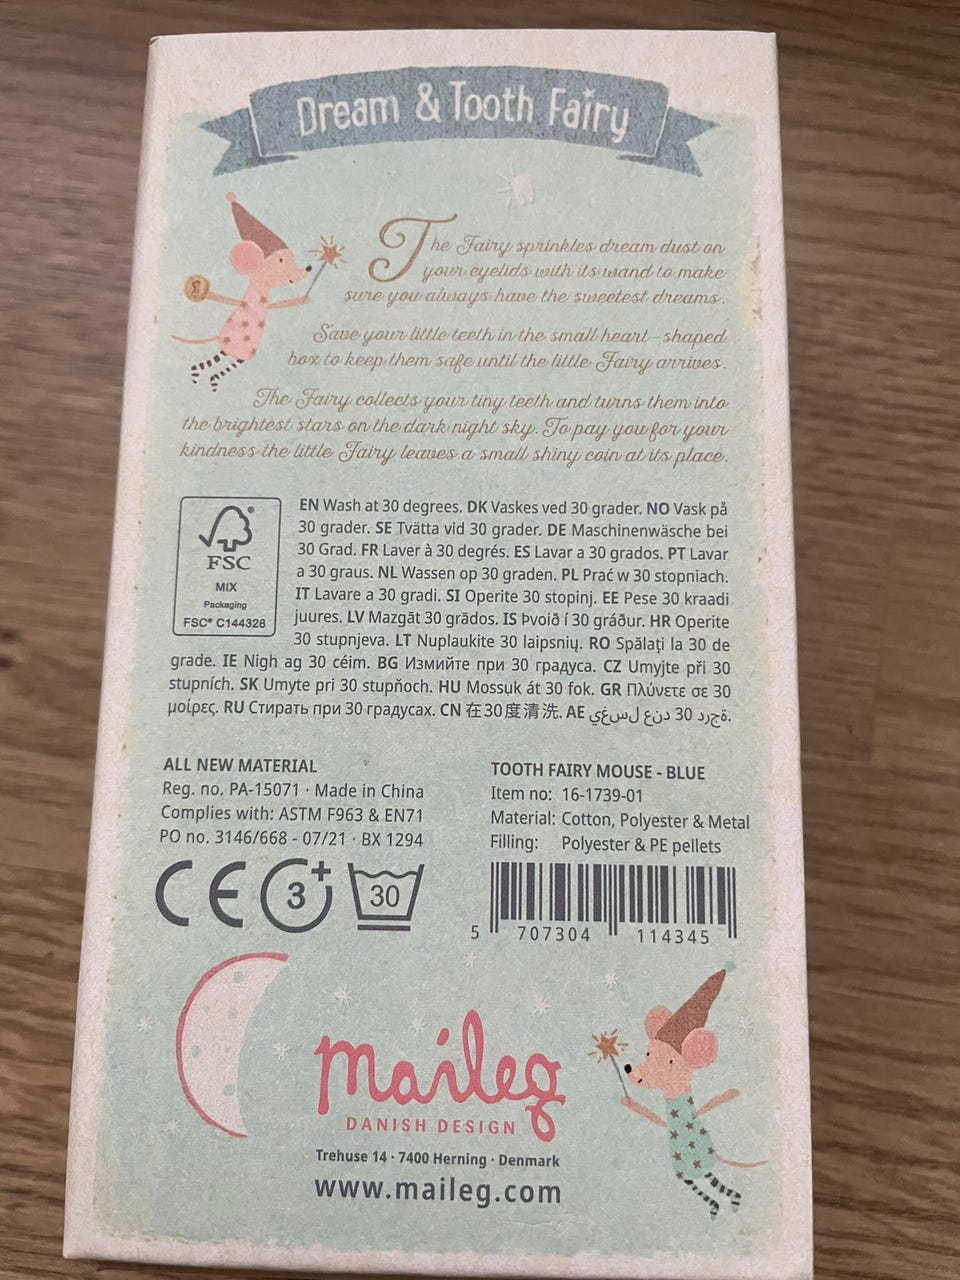 Dream & Tooth Fairy
The Fairy sprinkles dream dust on
your eyelids with its wand to make
sure you always have the sweetest dreams.
Save your little teeth in the small heart-shaped
box to keep them safe until the little Fairy arrives.
The Fairy collects your tiny teeth and turns them into
the brightest stars on the dark night sky. To pay you for your
kindness the little Fairy leaves a small shiny coin at its place.
FSC®
MIX
Packaging
FSC® C144328
EN Wash at 30 degrees. DK Vaskes ved 30 grader. NO Vask på
30 grader. SE Tvätta vid 30 grader. DE Maschinenwäsche bei
30 Grad. FR Laver à 30 degrés. ES Lavar a 30 grados. PT Lavar
a 30 graus. NL Wassen op 30 graden. PL Prać w 30 stopniach.
IT Lavare a 30 gradi. SI Operite 30 stopinj. EE Pese 30 kraadi
juures. LV Mazgāt 30 grādos. IS Þvoið í 30 gráður. HR Operite
30 stupnjeva. LT Nuplaukite 30 laipsnių. RO Spălați la 30 de
grade. IE Nigh ag 30 céim. BG Измийте при 30 градуса. CZ Umyjte při 30
stupních. SK Umyte pri 30 stupňoch. HU Mossuk át 30 fok. GR Πλύνετε σε 30
μοίρες. RU Стирать при 30 градусах. CN 在30度清洗. AE ةجرد 30 دنع لسغي.
ALL NEW MATERIAL
Reg. no. PA-15071 · Made in China
Complies with: ASTM F963 & EN71
PO no. 3146/668 - 07/21 · BX 1294
CE 3+ 30
TOOTH FAIRY MOUSE - BLUE
Item no: 16-1739-01
Material: Cotton, Polyester & Metal
Filling: Polyester & PE pellets
5 707304 114345
maileg
DANISH DESIGN
Trehuse 14 · 7400 Herning · Denmark
www.maileg.com